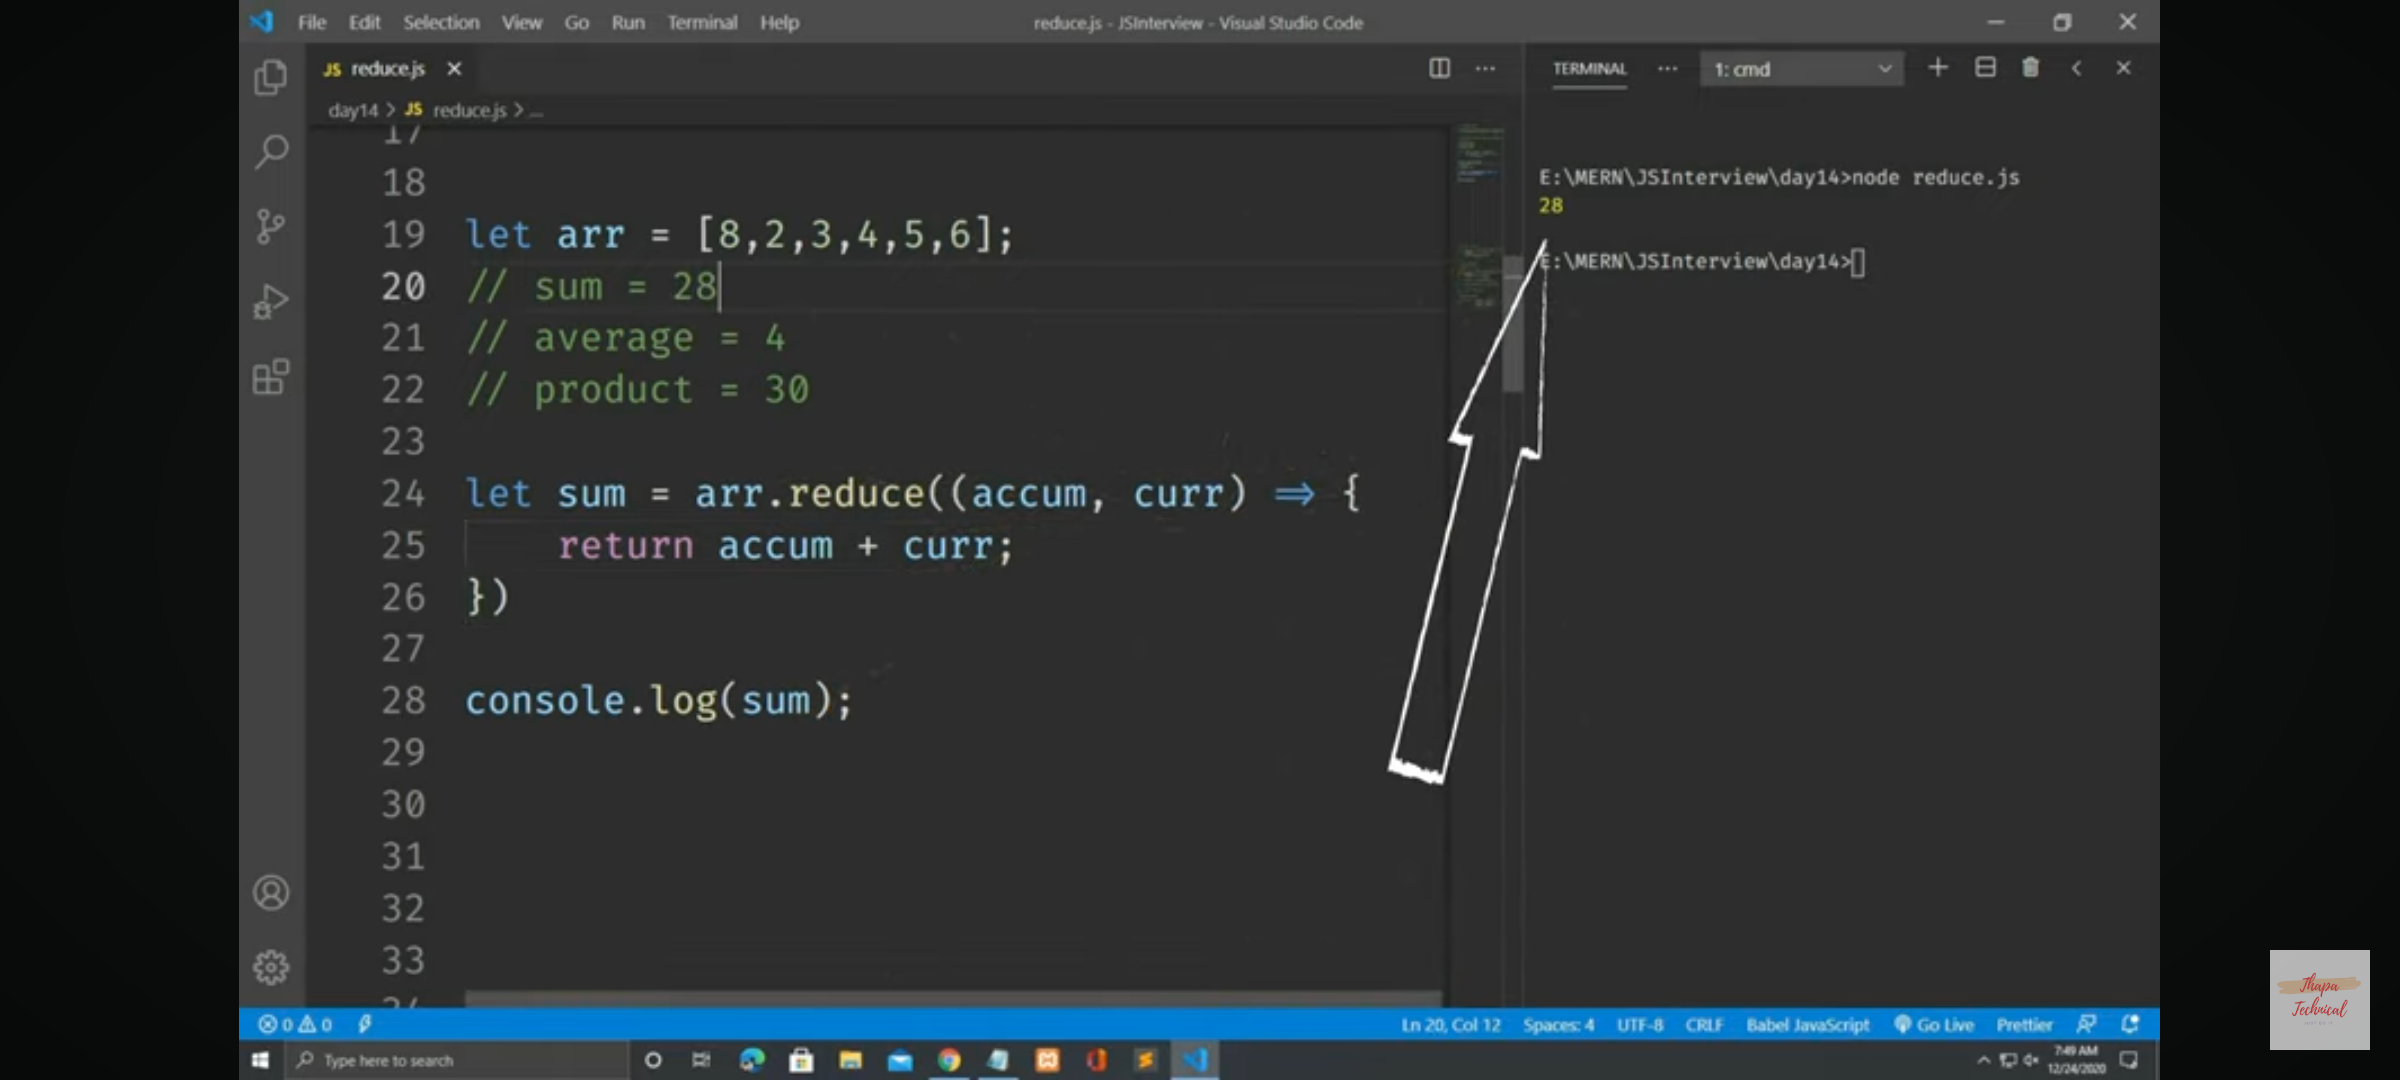 File Edit Selection View Go Run Terminal Help
reduce.js - JSInterview - Visual Studio Code
JS reduce.js
TERMINAL ... 1: cmd
day14 > JS reduce.js > ...
17
18
19 let arr = [8,2,3,4,5,6];
20 // sum = 28
21 // average = 4
22 // product = 30
23
24 let sum = arr.reduce((accum, curr) => {
25 return accum + curr;
26 })
27
28 console.log(sum);
29
30
31
32
33
E:\MERN\JSInterview\day14>node reduce.js
28
E:\MERN\JSInterview\day14>
0 0
Ln 20, Col 12 Spaces: 4 UTF-8 CRLF Babel JavaScript Go Live Prettier
Type here to search
7:49 AM
12/24/2020
Thapa
Technical